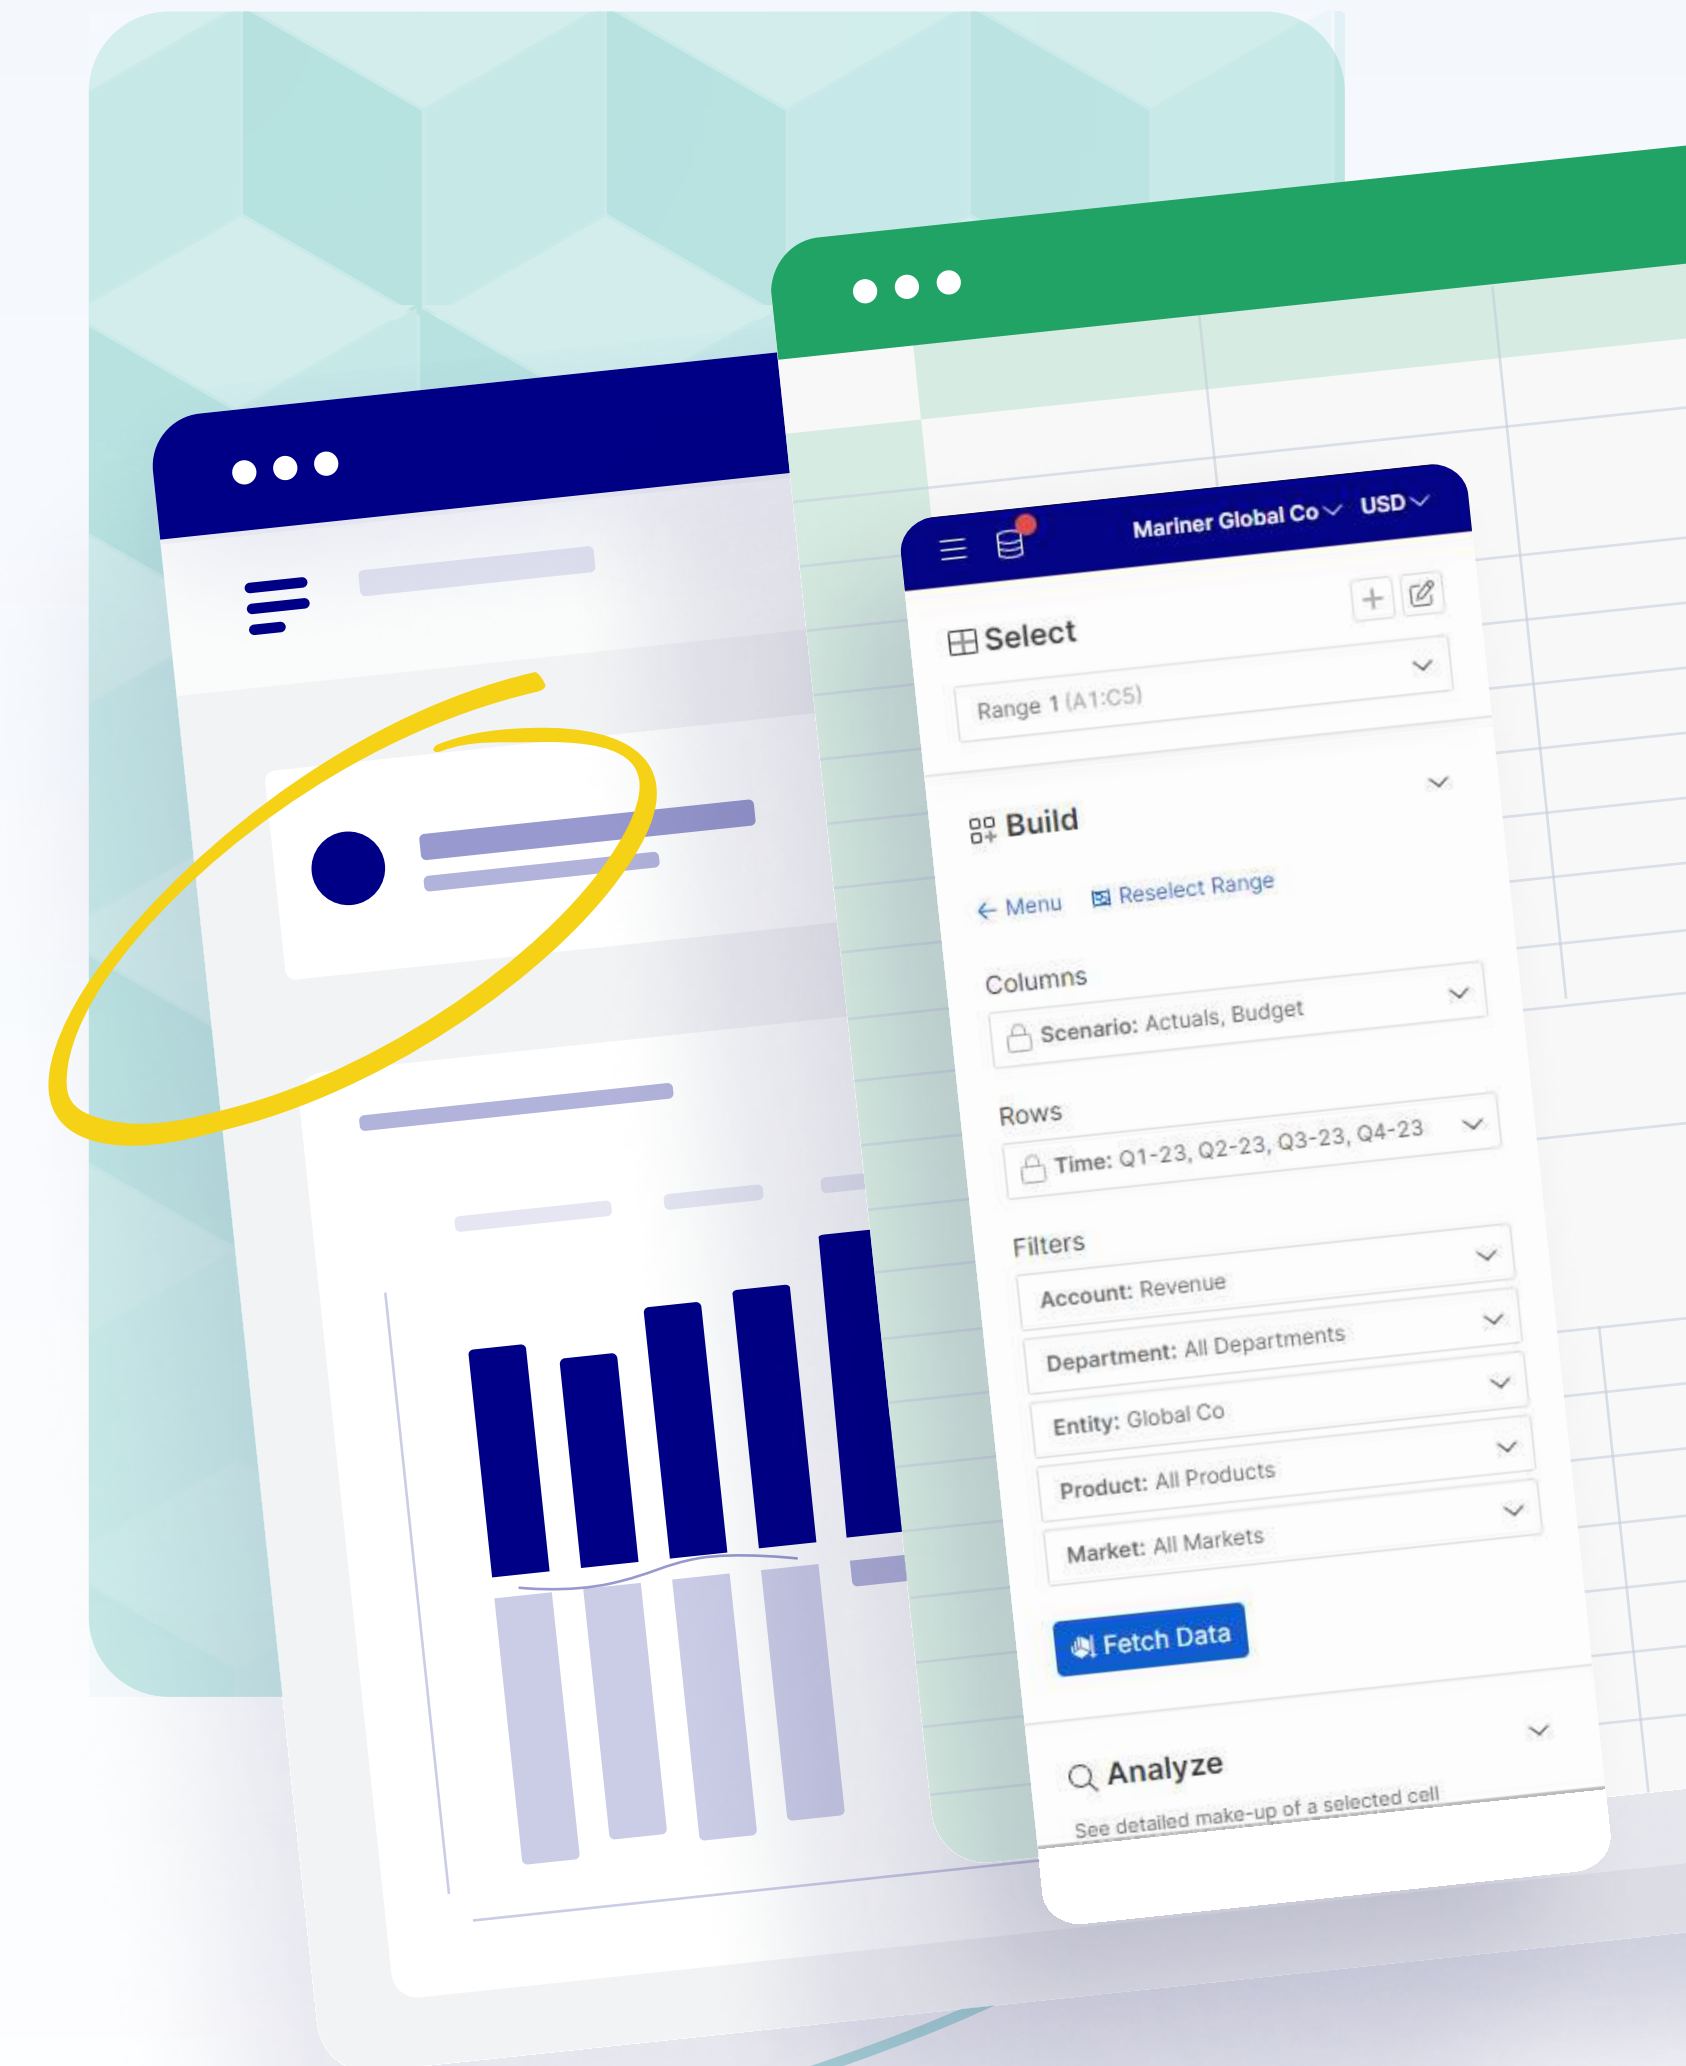 Mariner Global Co USD
Select
Range 1 (A1:C5)
Build
Menu Reselect Range
Columns
Scenario: Actuals, Budget
Rows
Time: Q1-23, Q2-23, Q3-23, Q4-23
Filters
Account: Revenue
Department: All Departments
Entity: Global Co
Product: All Products
Market: All Markets
Fetch Data
Analyze
See detailed make-up of a selected cell